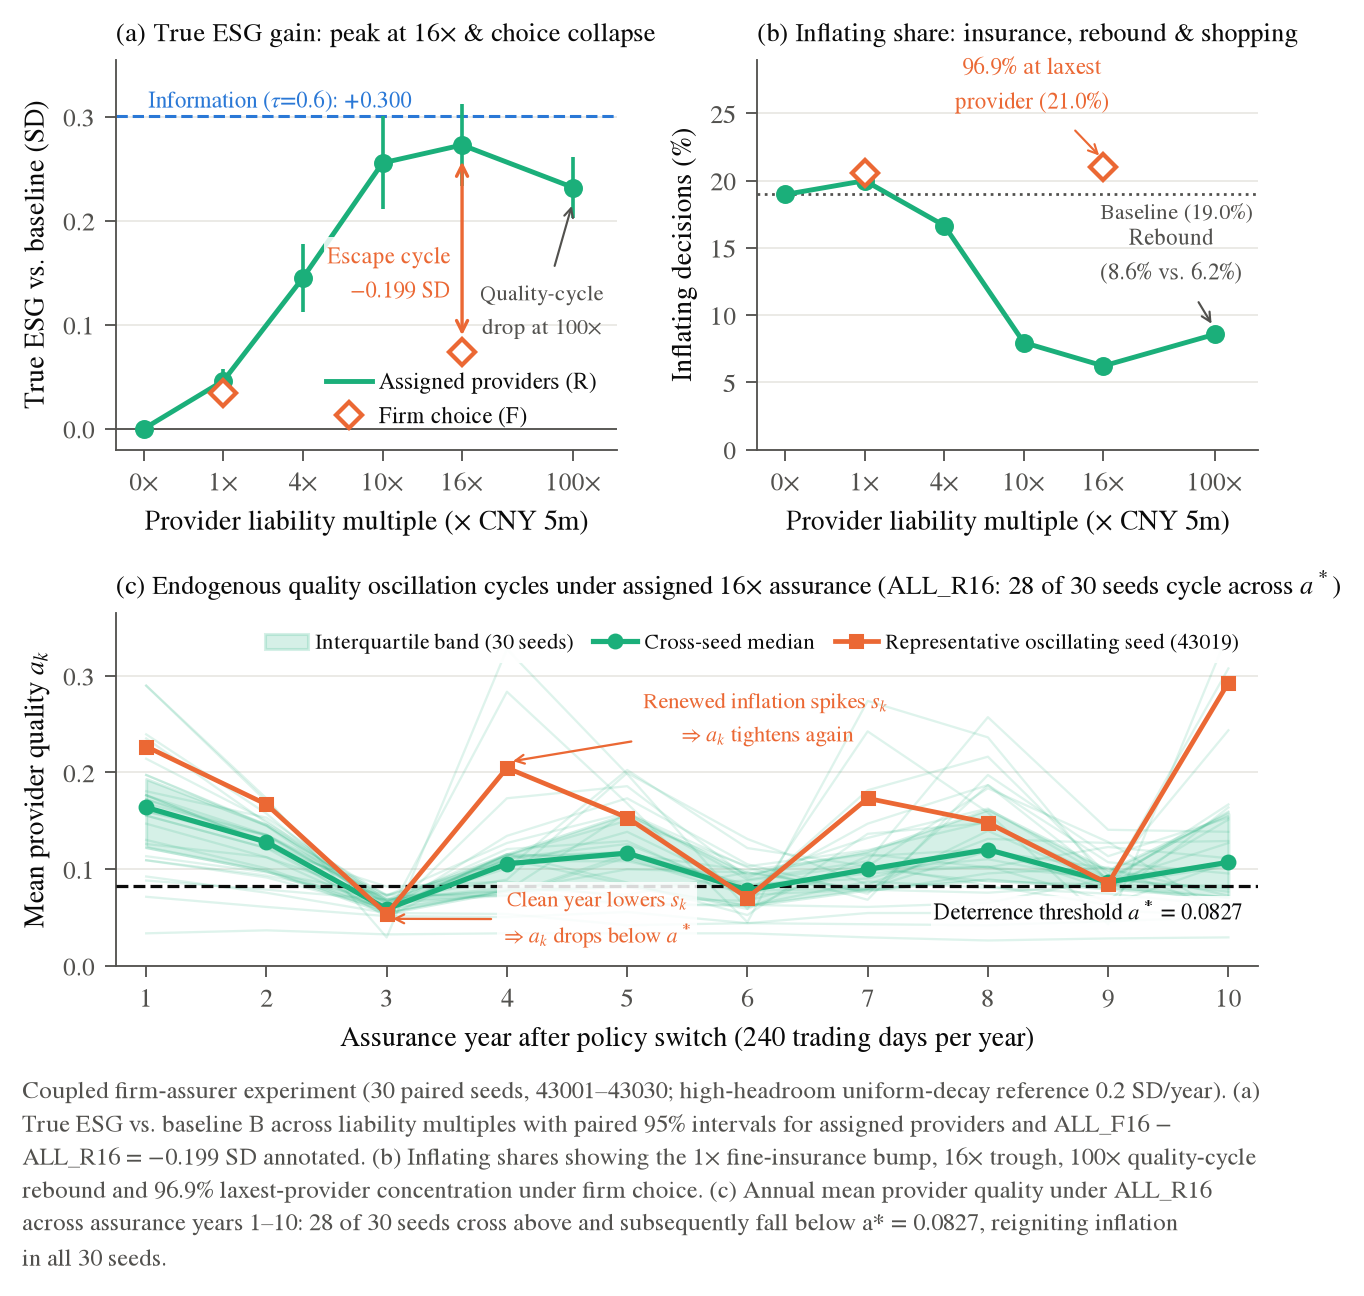 (a) True ESG gain: peak at 16× & choice collapse
Information (τ=0.6): +0.300
True ESG vs. baseline (SD)
0.3
0.2
0.1
0.0
Escape cycle
−0.199 SD
Quality-cycle
drop at 100×
Assigned providers (R)
Firm choice (F)
0× 1× 4× 10× 16× 100×
Provider liability multiple (× CNY 5m)
(b) Inflating share: insurance, rebound & shopping
96.9% at laxest
provider (21.0%)
Inflating decisions (%)
25
20
15
10
5
0
Baseline (19.0%)
Rebound
(8.6% vs. 6.2%)
0× 1× 4× 10× 16× 100×
Provider liability multiple (× CNY 5m)
(c) Endogenous quality oscillation cycles under assigned 16× assurance (ALL_R16: 28 of 30 seeds cycle across a*)
Interquartile band (30 seeds) Cross-seed median Representative oscillating seed (43019)
Mean provider quality aₖ
0.3
0.2
0.1
0.0
Renewed inflation spikes sₖ
⇒ aₖ tightens again
Clean year lowers sₖ
⇒ aₖ drops below a*
Deterrence threshold a* = 0.0827
1 2 3 4 5 6 7 8 9 10
Assurance year after policy switch (240 trading days per year)
Coupled firm-assurer experiment (30 paired seeds, 43001–43030; high-headroom uniform-decay reference 0.2 SD/year). (a)
True ESG vs. baseline B across liability multiples with paired 95% intervals for assigned providers and ALL_F16 −
ALL_R16 = −0.199 SD annotated. (b) Inflating shares showing the 1× fine-insurance bump, 16× trough, 100× quality-cycle
rebound and 96.9% laxest-provider concentration under firm choice. (c) Annual mean provider quality under ALL_R16
across assurance years 1–10: 28 of 30 seeds cross above and subsequently fall below a* = 0.0827, reigniting inflation
in all 30 seeds.